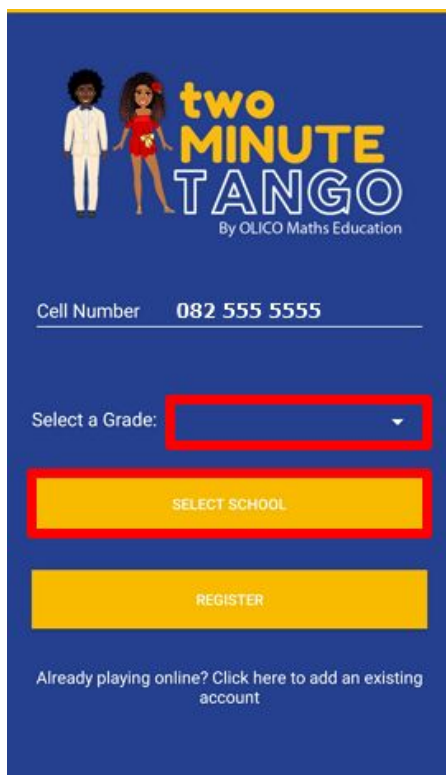 two
MINUTE
TANGO
By OLICO Maths Education
Cell Number 082 555 5555
Select a Grade:
SELECT SCHOOL
REGISTER
Already playing online? Click here to add an existing
account